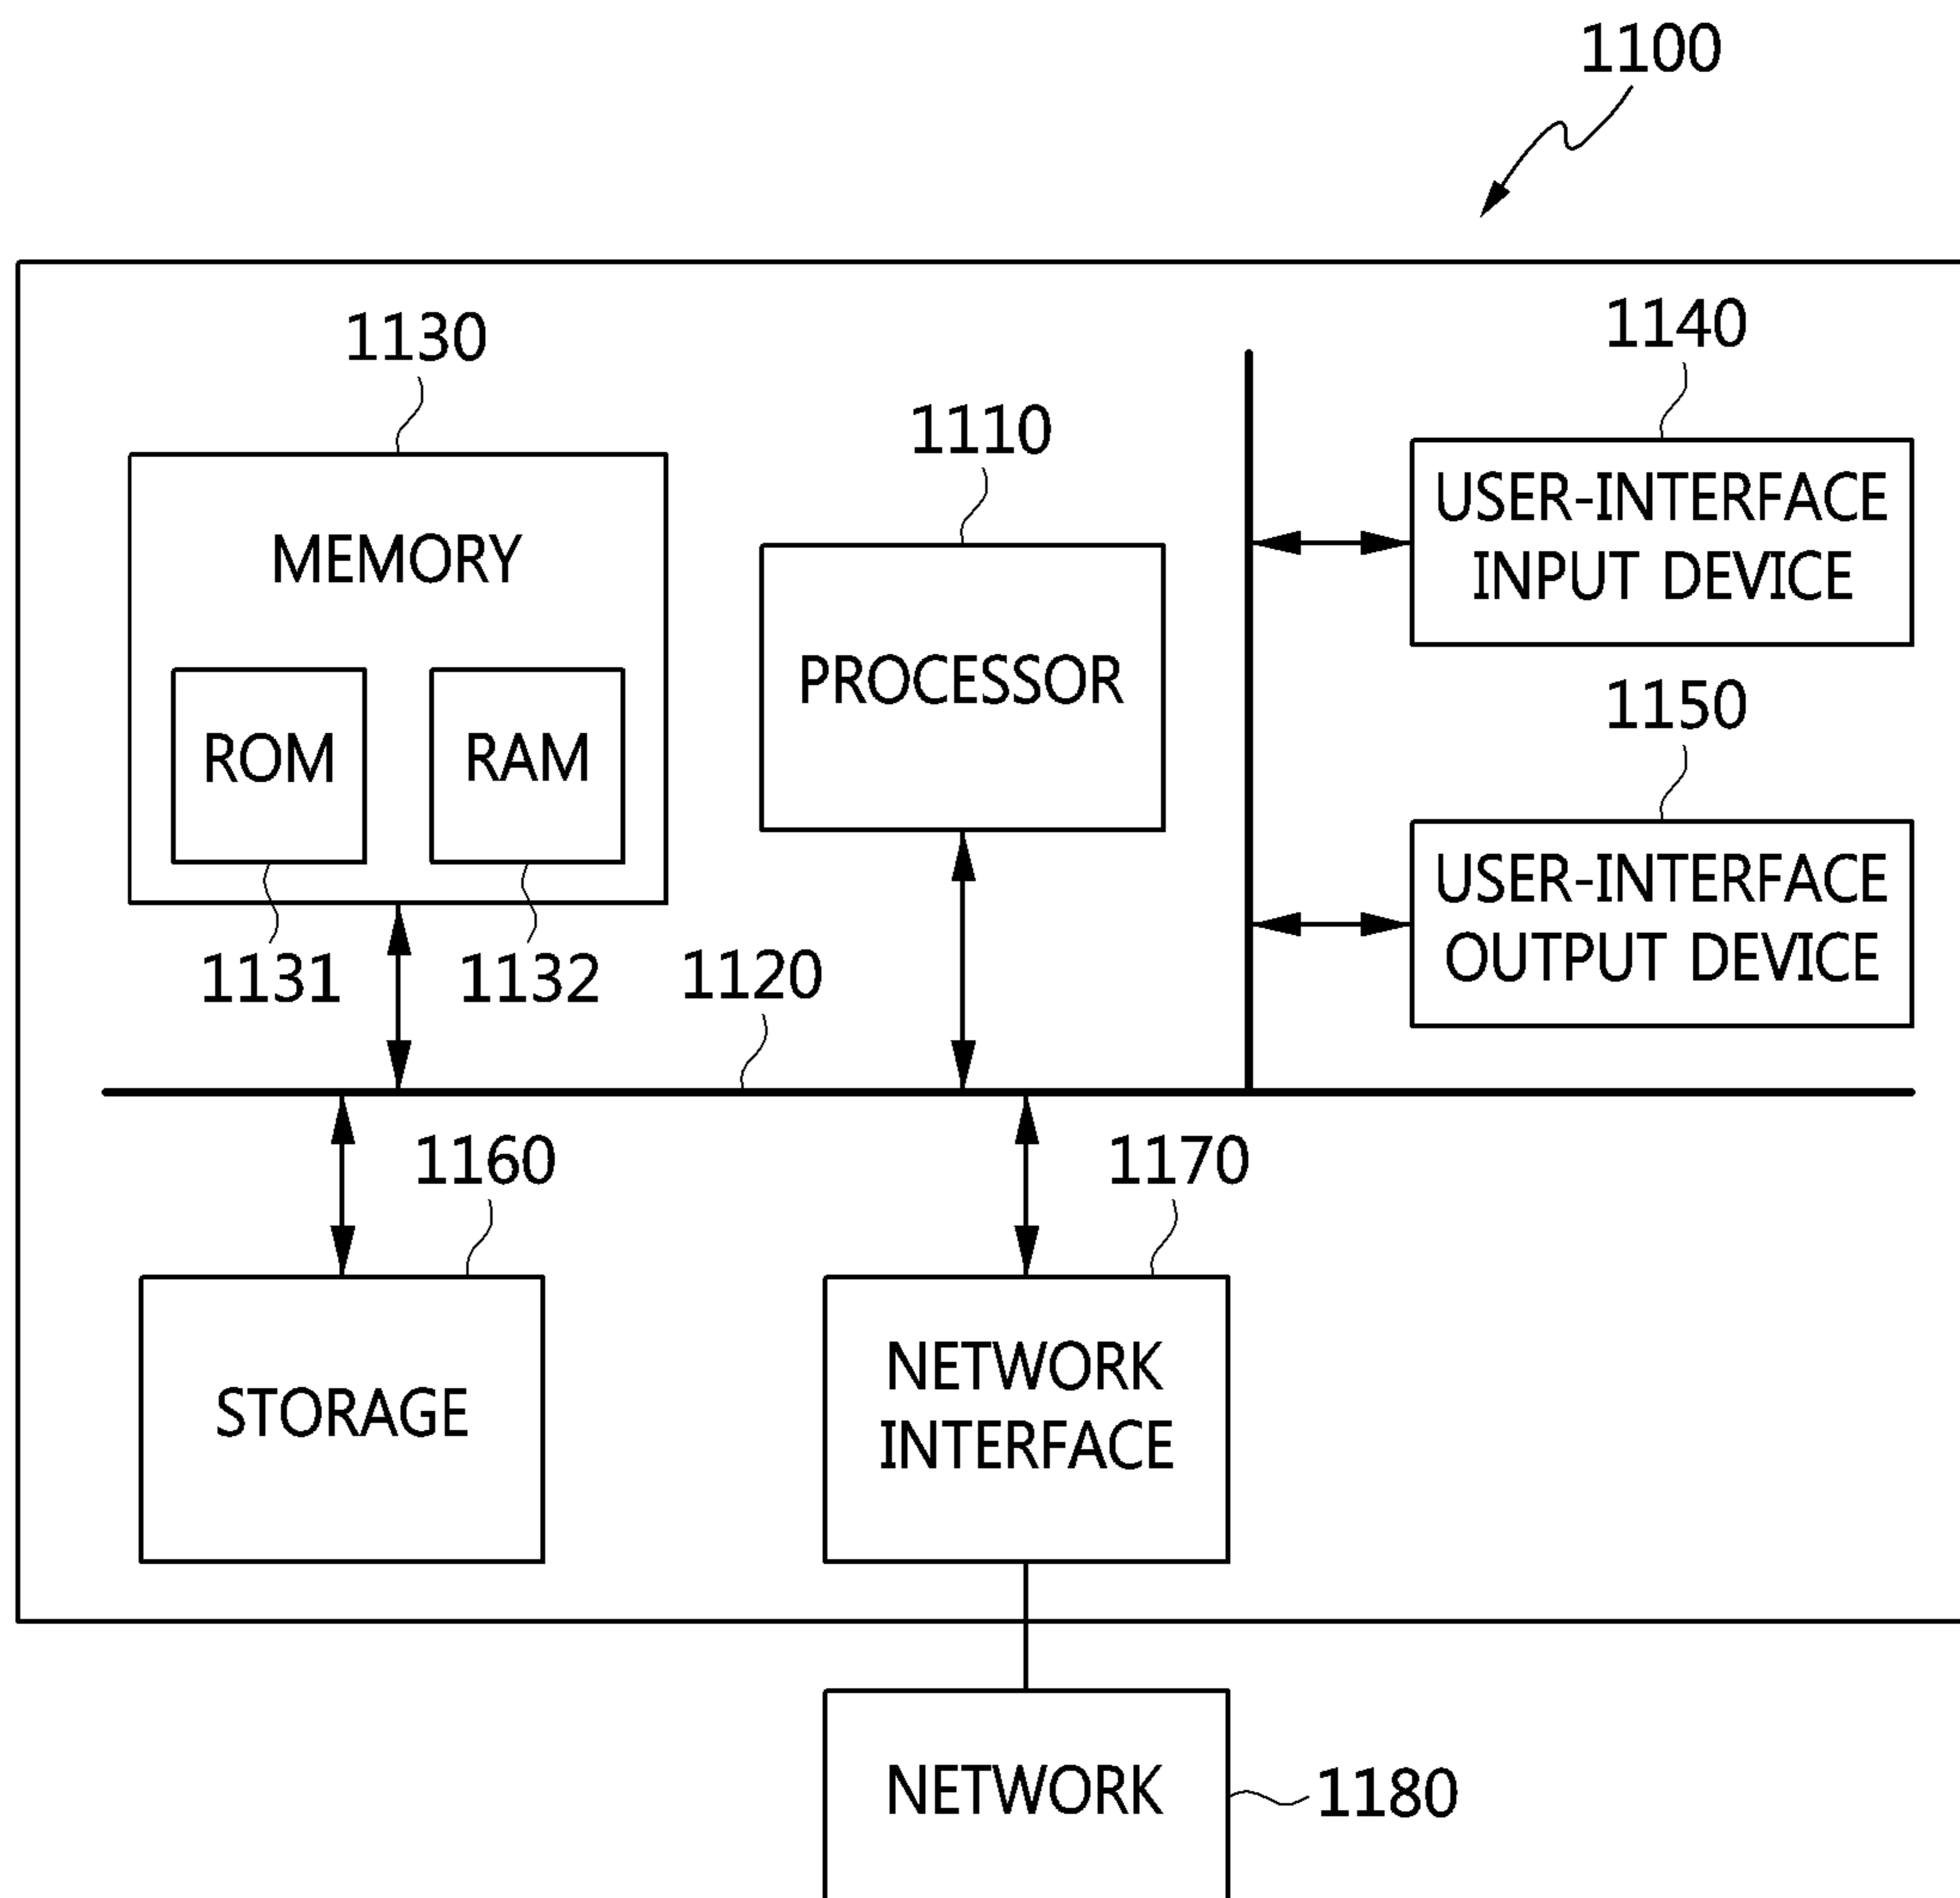 1100
1130
1140
1110
USER-INTERFACE
INPUT DEVICE
MEMORY
PROCESSOR
1150
ROM
RAM
USER-INTERFACE
OUTPUT DEVICE
1131
1132
1120
1160
1170
NETWORK
INTERFACE
STORAGE
NETWORK
1180